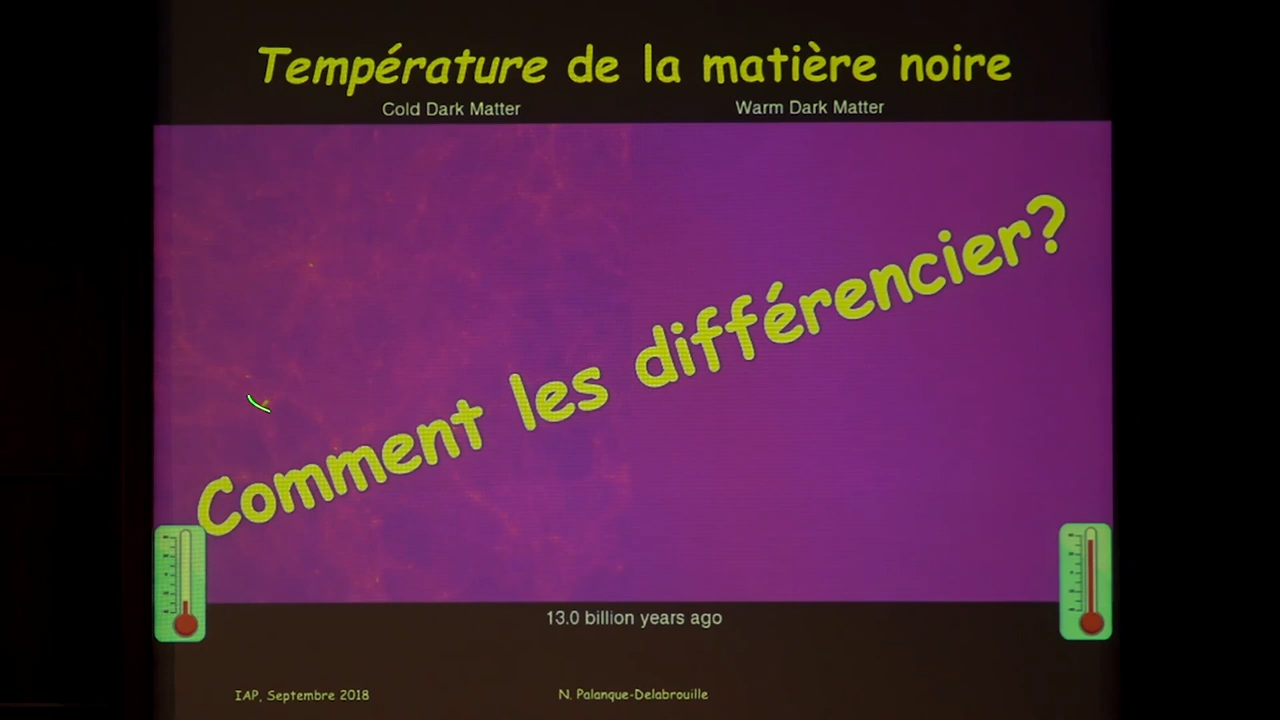 Température de la matière noire
Cold Dark Matter
Warm Dark Matter
Comment les différencier?
13.0 billion years ago
IAP, Septembre 2018
N. Palanque-Delabrouille